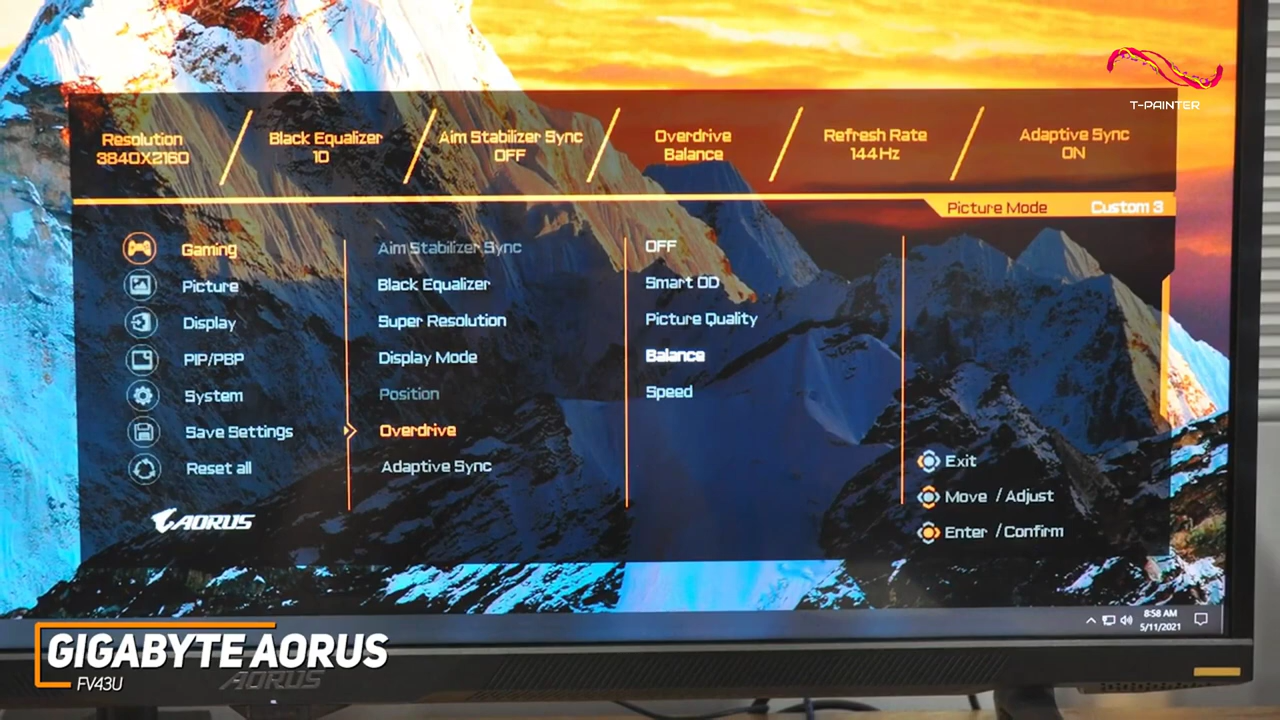 T-PAINTER
Resolution
3840X2160
Black Equalizer
10
Aim Stabilizer Sync
OFF
Overdrive
Balance
Refresh Rate
144Hz
Adaptive Sync
ON
Picture Mode Custom 3
Gaming
Picture
Display
PIP/PBP
System
Save Settings
Reset all
Aim Stabilizer Sync
Black Equalizer
Super Resolution
Display Mode
Position
Overdrive
Adaptive Sync
OFF
Smart OD
Picture Quality
Balance
Speed
Exit
Move / Adjust
Enter / Confirm
AORUS
8:58 AM
5/11/2021
GIGABYTE AORUS
FV43U
AORUS